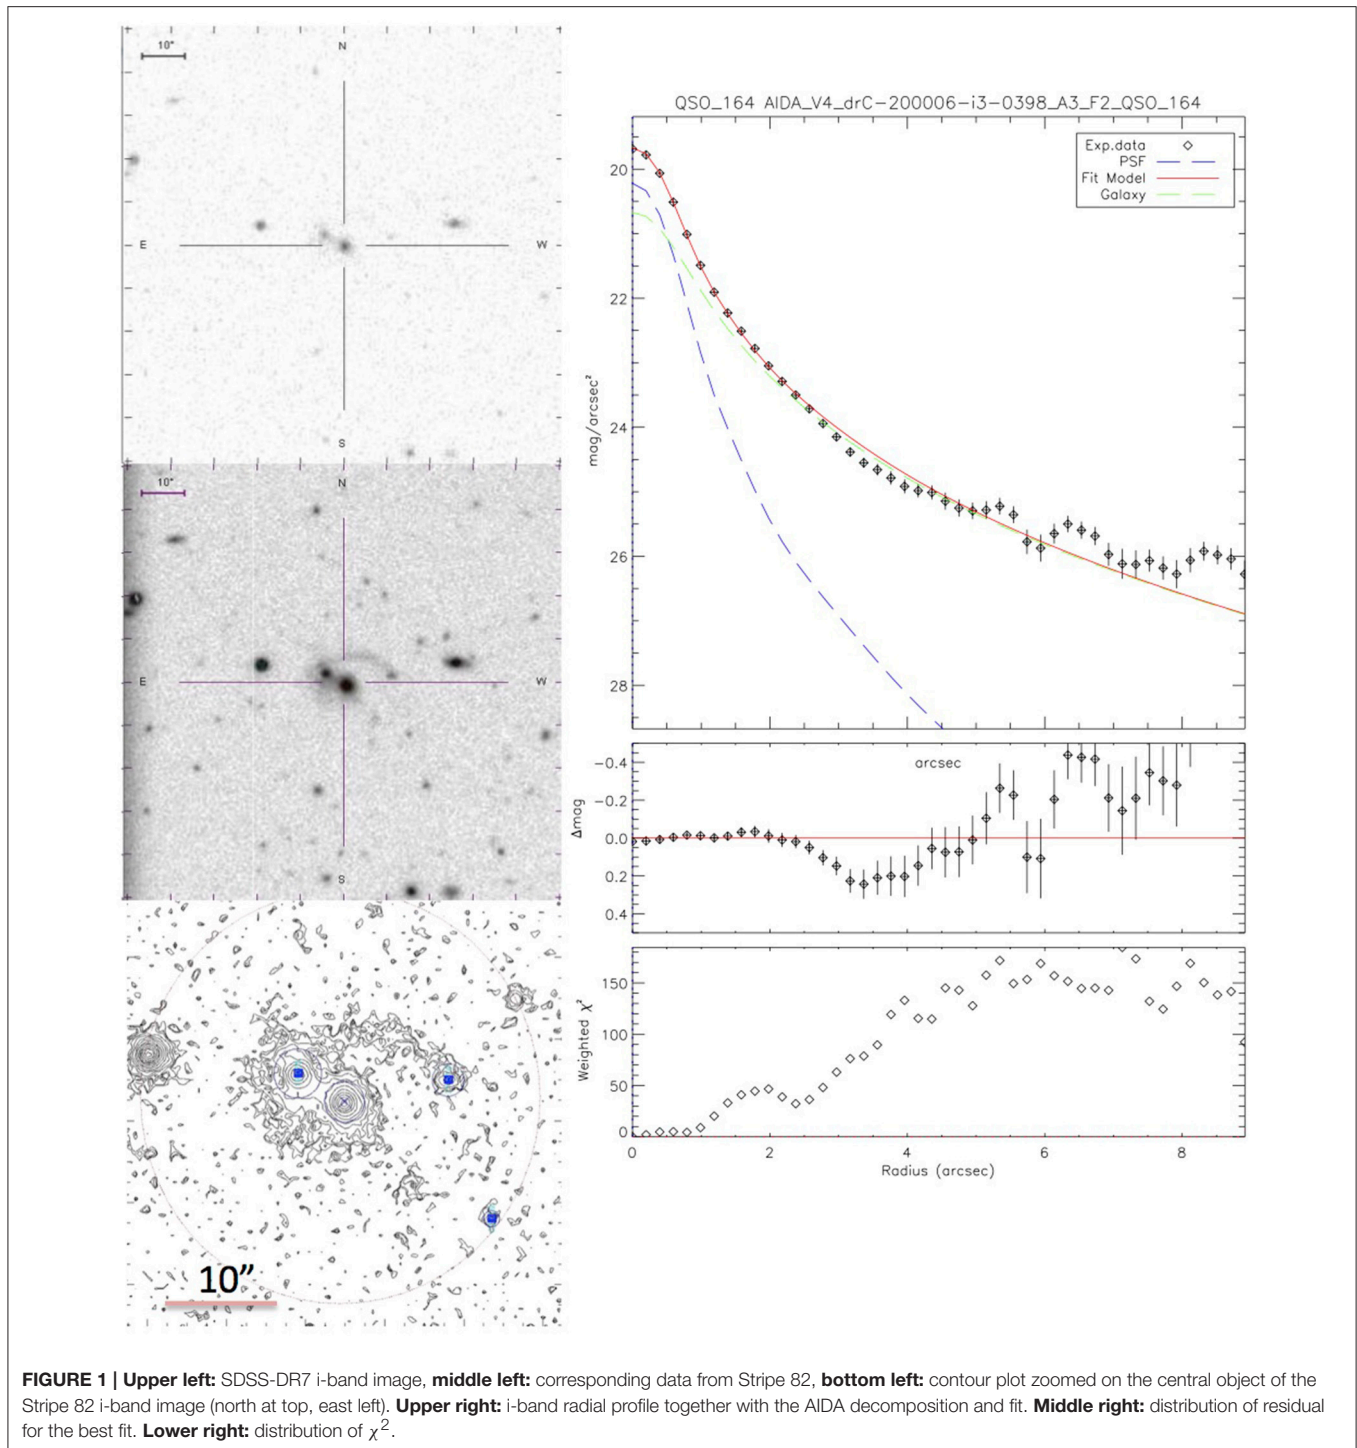 10"
N
E
W
S
10"
N
E
W
S
10”
QSO_164 AIDA_V4_drC-200006-i3-0398_A3_F2_QSO_164
Exp.data
PSF
Fit Model
Galaxy
mag/arcsec²
20
22
24
26
28
arcsec
Δmag
-0.4
-0.2
0.0
0.2
0.4
Weighted χ²
150
100
50
0
0 2 4 6 8
Radius (arcsec)
FIGURE 1 | Upper left: SDSS-DR7 i-band image, middle left: corresponding data from Stripe 82, bottom left: contour plot zoomed on the central object of the
Stripe 82 i-band image (north at top, east left). Upper right: i-band radial profile together with the AIDA decomposition and fit. Middle right: distribution of residual
for the best fit. Lower right: distribution of χ².